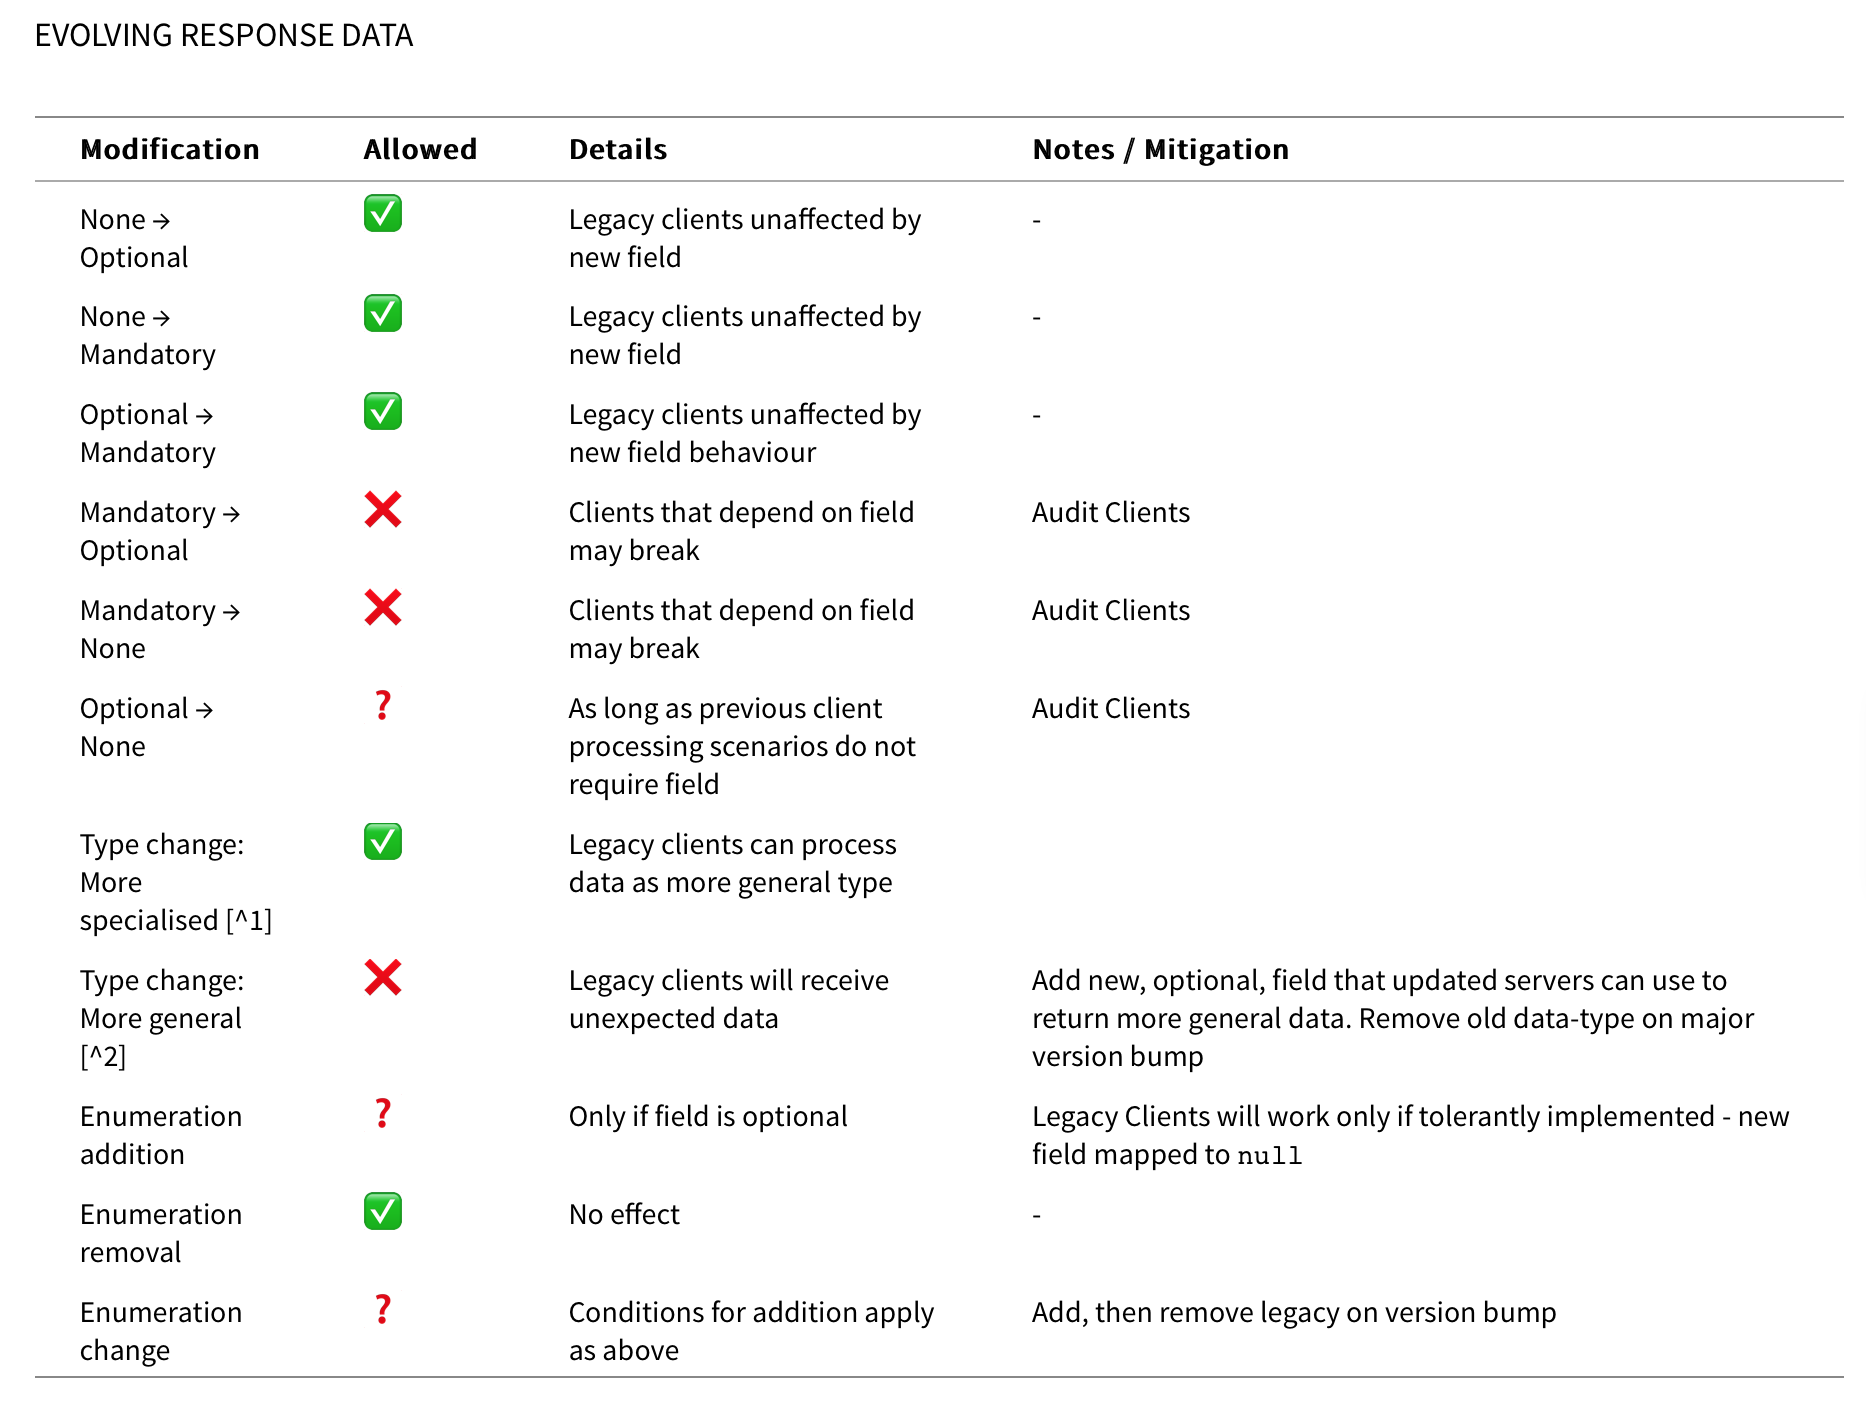 EVOLVING RESPONSE DATA
Modification Allowed Details Notes / Mitigation
None → ✅ Legacy clients unaffected by -
Optional new field
None → ✅ Legacy clients unaffected by -
Mandatory new field
Optional → ✅ Legacy clients unaffected by -
Mandatory new field behaviour
Mandatory → ❌ Clients that depend on field Audit Clients
Optional may break
Mandatory → ❌ Clients that depend on field Audit Clients
None may break
Optional → ❓ As long as previous client Audit Clients
None processing scenarios do not
require field
Type change: ✅ Legacy clients can process
More data as more general type
specialised [^1]
Type change: ❌ Legacy clients will receive Add new, optional, field that updated servers can use to
More general unexpected data return more general data. Remove old data-type on major
[^2] version bump
Enumeration ❓ Only if field is optional Legacy Clients will work only if tolerantly implemented - new
addition field mapped to null
Enumeration ✅ No effect -
removal
Enumeration ❓ Conditions for addition apply Add, then remove legacy on version bump
change as above